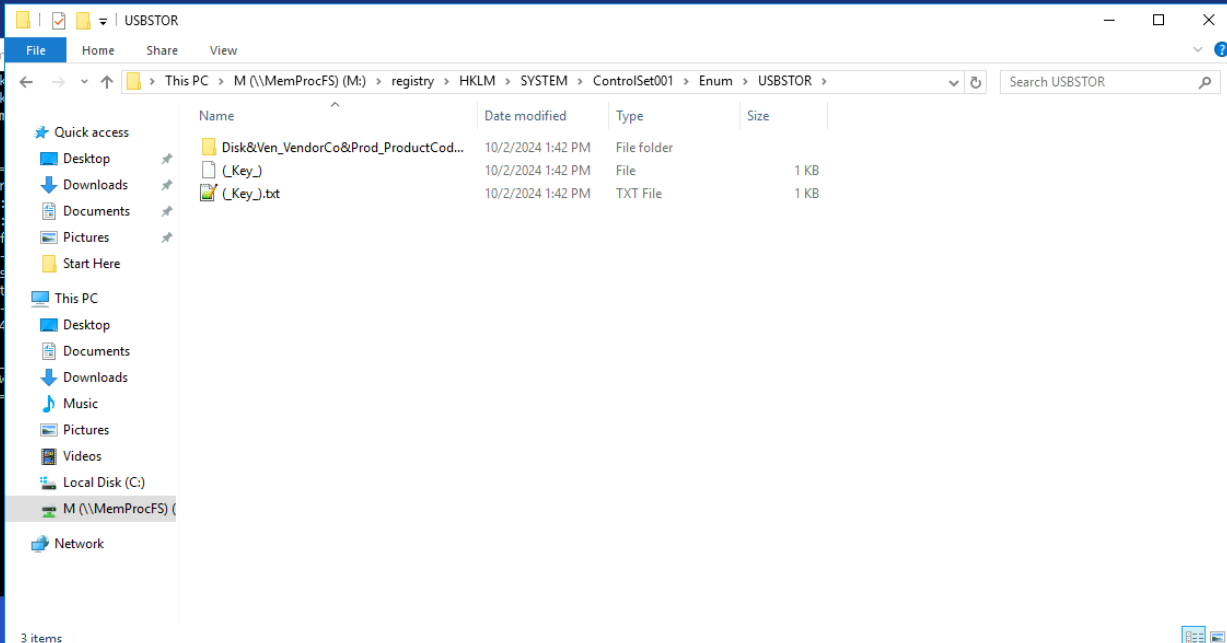 USBSTOR
File Home Share View
This PC > M (\\MemProcFS) (M:) > registry > HKLM > SYSTEM > ControlSet001 > Enum > USBSTOR >
Search USBSTOR
Name Date modified Type Size
Disk&Ven_VendorCo&Prod_ProductCod... 10/2/2024 1:42 PM File folder
(_Key_) 10/2/2024 1:42 PM File 1 KB
(_Key_).txt 10/2/2024 1:42 PM TXT File 1 KB
Quick access
Desktop
Downloads
Documents
Pictures
Start Here
This PC
Desktop
Documents
Downloads
Music
Pictures
Videos
Local Disk (C:)
M (\\MemProcFS) (
Network
3 items